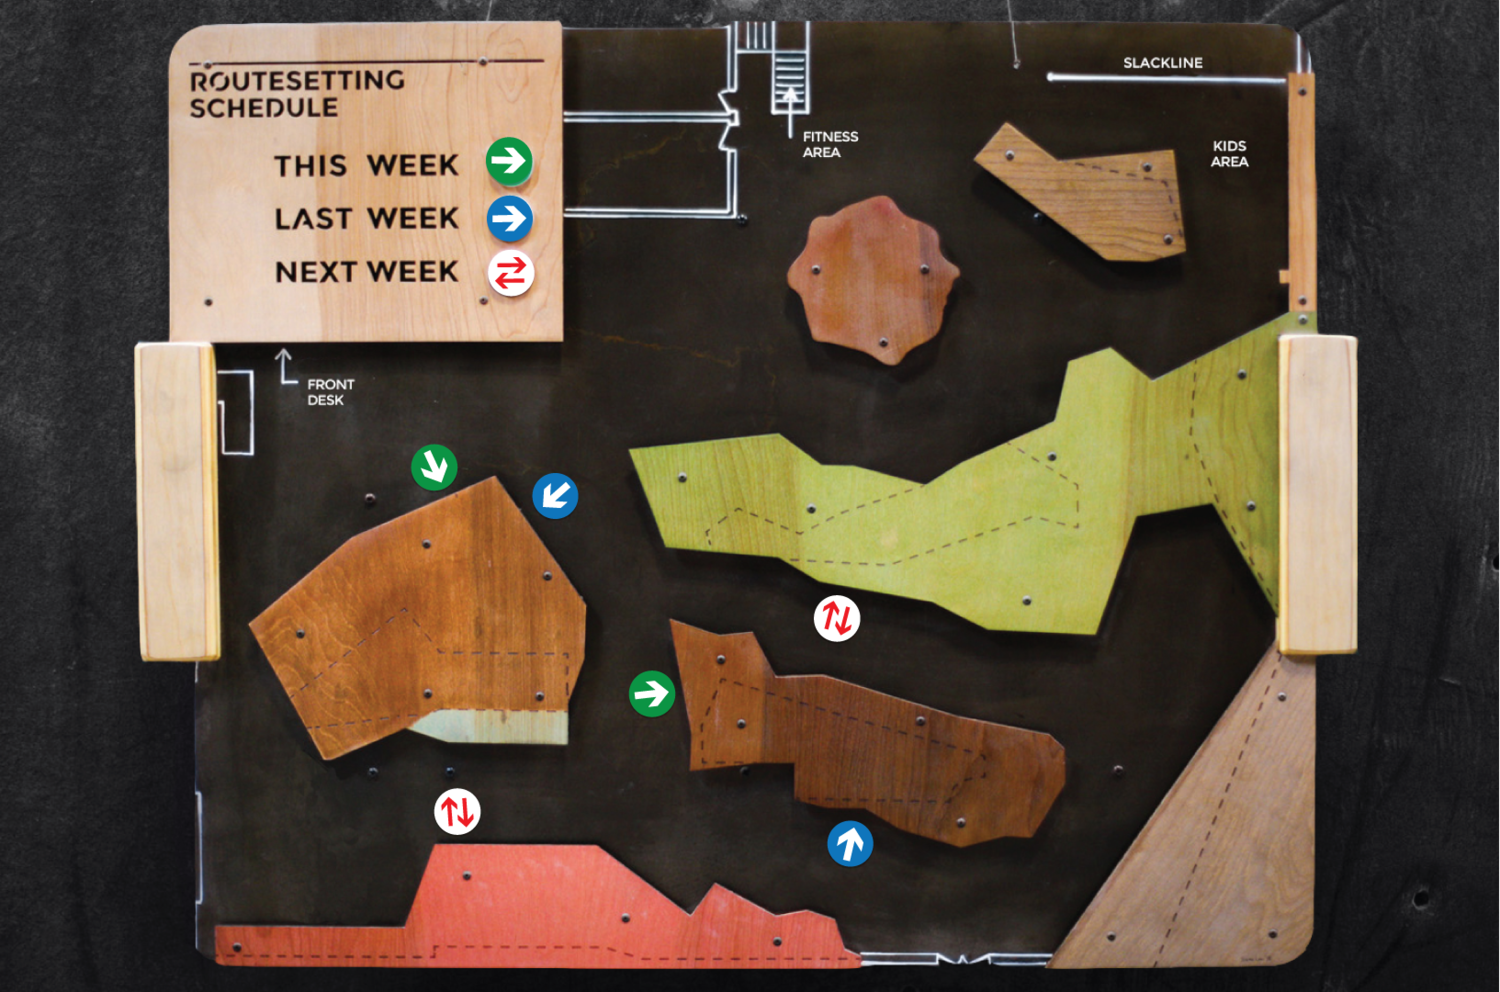 ROUTESETTING
SCHEDULE
THIS WEEK
LAST WEEK
NEXT WEEK
FRONT
DESK
FITNESS
AREA
SLACKLINE
KIDS
AREA